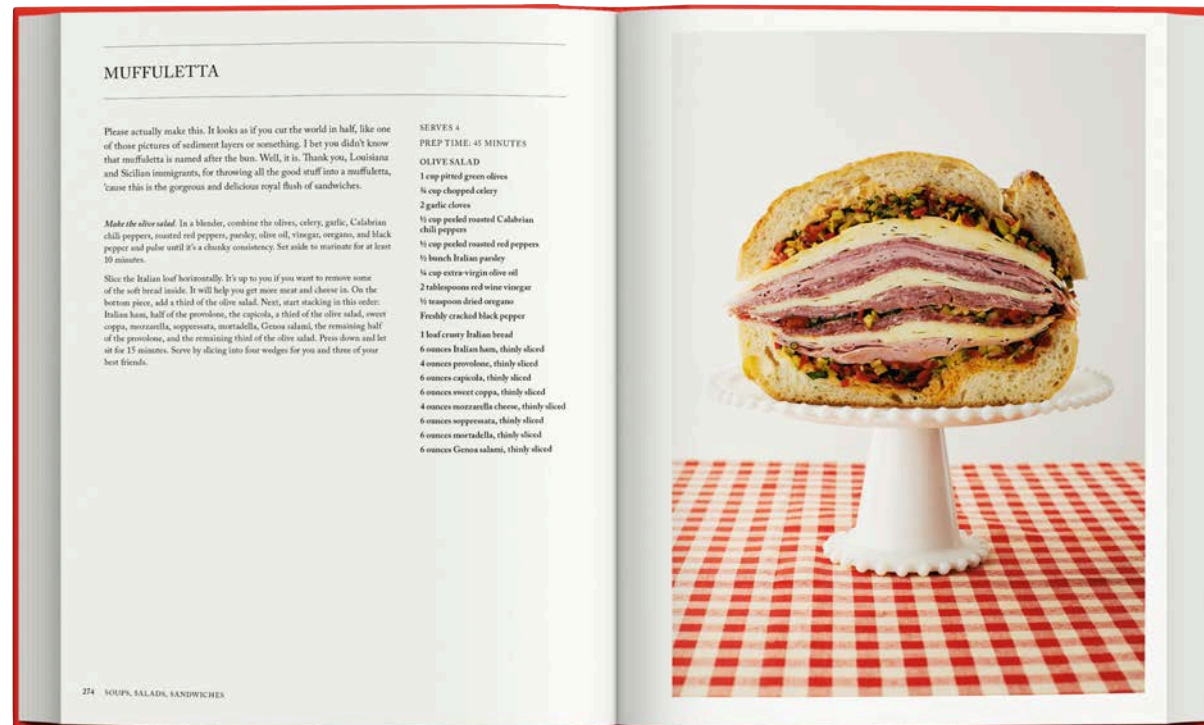 MUFFULETTA
Please actually make this. It looks as if you cut the world in half, like one
of those pictures of sediment layers or something. I bet you didn't know
that muffuletta is named after the bun. Well, it is. Thank you, Louisiana
and Sicilian immigrants, for throwing all the good stuff into a muffuletta,
'cause this is the gorgeous and delicious royal flush of sandwiches.
Make the olive salad. In a blender, combine the olives, celery, garlic, Calabrian
chili peppers, roasted red peppers, parsley, olive oil, vinegar, oregano, and black
pepper and pulse until it's a chunky consistency. Set aside to marinate for at least
10 minutes.
Slice the Italian loaf horizontally. It's up to you if you want to remove some
of the soft bread inside. It will help you get more meat and cheese in. On the
bottom piece, add a third of the olive salad. Next, start stacking in this order:
Italian ham, half of the provolone, the capicola, a third of the olive salad, sweet
coppa, mozzarella, soppressata, mortadella, Genoa salami, the remaining half
of the provolone, and the remaining third of the olive salad. Press down and let
sit for 15 minutes. Serve by slicing into four wedges for you and three of your
best friends.
SERVES 4
PREP TIME: 45 MINUTES
OLIVE SALAD
1 cup pitted green olives
¾ cup chopped celery
2 garlic cloves
½ cup peeled roasted Calabrian
chili peppers
½ cup peeled roasted red peppers
½ bunch Italian parsley
¼ cup extra-virgin olive oil
2 tablespoons red wine vinegar
½ teaspoon dried oregano
Freshly cracked black pepper
1 loaf crusty Italian bread
6 ounces Italian ham, thinly sliced
4 ounces provolone, thinly sliced
6 ounces capicola, thinly sliced
6 ounces sweet coppa, thinly sliced
4 ounces mozzarella cheese, thinly sliced
6 ounces soppressata, thinly sliced
6 ounces mortadella, thinly sliced
6 ounces Genoa salami, thinly sliced
274 SOUPS, SALADS, SANDWICHES